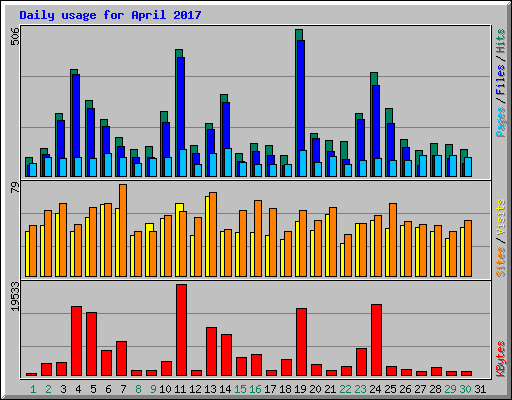 Daily usage for April 2017
506
Pages / Files / Hits
79
Sites / Visits
19533
KBytes
1 2 3 4 5 6 7 8 9 10 11 12 13 14 15 16 17 18 19 20 21 22 23 24 25 26 27 28 29 30 31